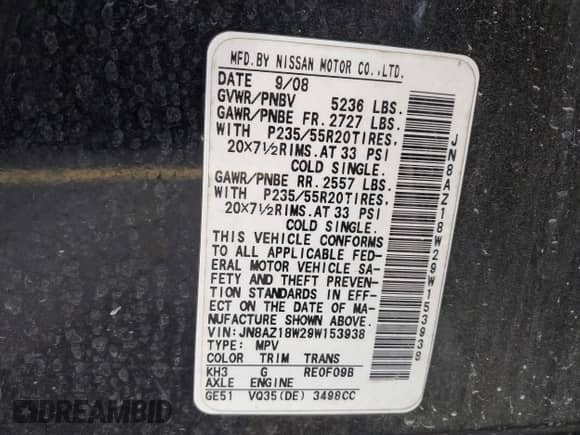 MFD. BY NISSAN MOTOR CO.,LTD.
DATE 9/08
GVWR/PNBV 5236 LBS.
GAWR/PNBE FR. 2727 LBS.
WITH P235/55R20TIRES,
20×7½RIMS.AT 33 PSI
COLD SINGLE.
GAWR/PNBE RR. 2557 LBS.
WITH P235/55R20TIRES,
20×7½RIMS.AT 33 PSI
COLD SINGLE.
THIS VEHICLE CONFORMS
TO ALL APPLICABLE FED-
ERAL MOTOR VEHICLE SA-
FETY AND THEFT PREVEN-
TION STANDARDS IN EFF-
ECT ON THE DATE OF MA-
NUFACTURE SHOWN ABOVE.
VIN:JN8AZ18W29W153938
TYPE: MPV
COLOR TRIM TRANS
KH3 G RE0F09B
AXLE ENGINE
GE51 VQ35(DE) 3498CC
JN8AZ18W29W153938
DREAMBID